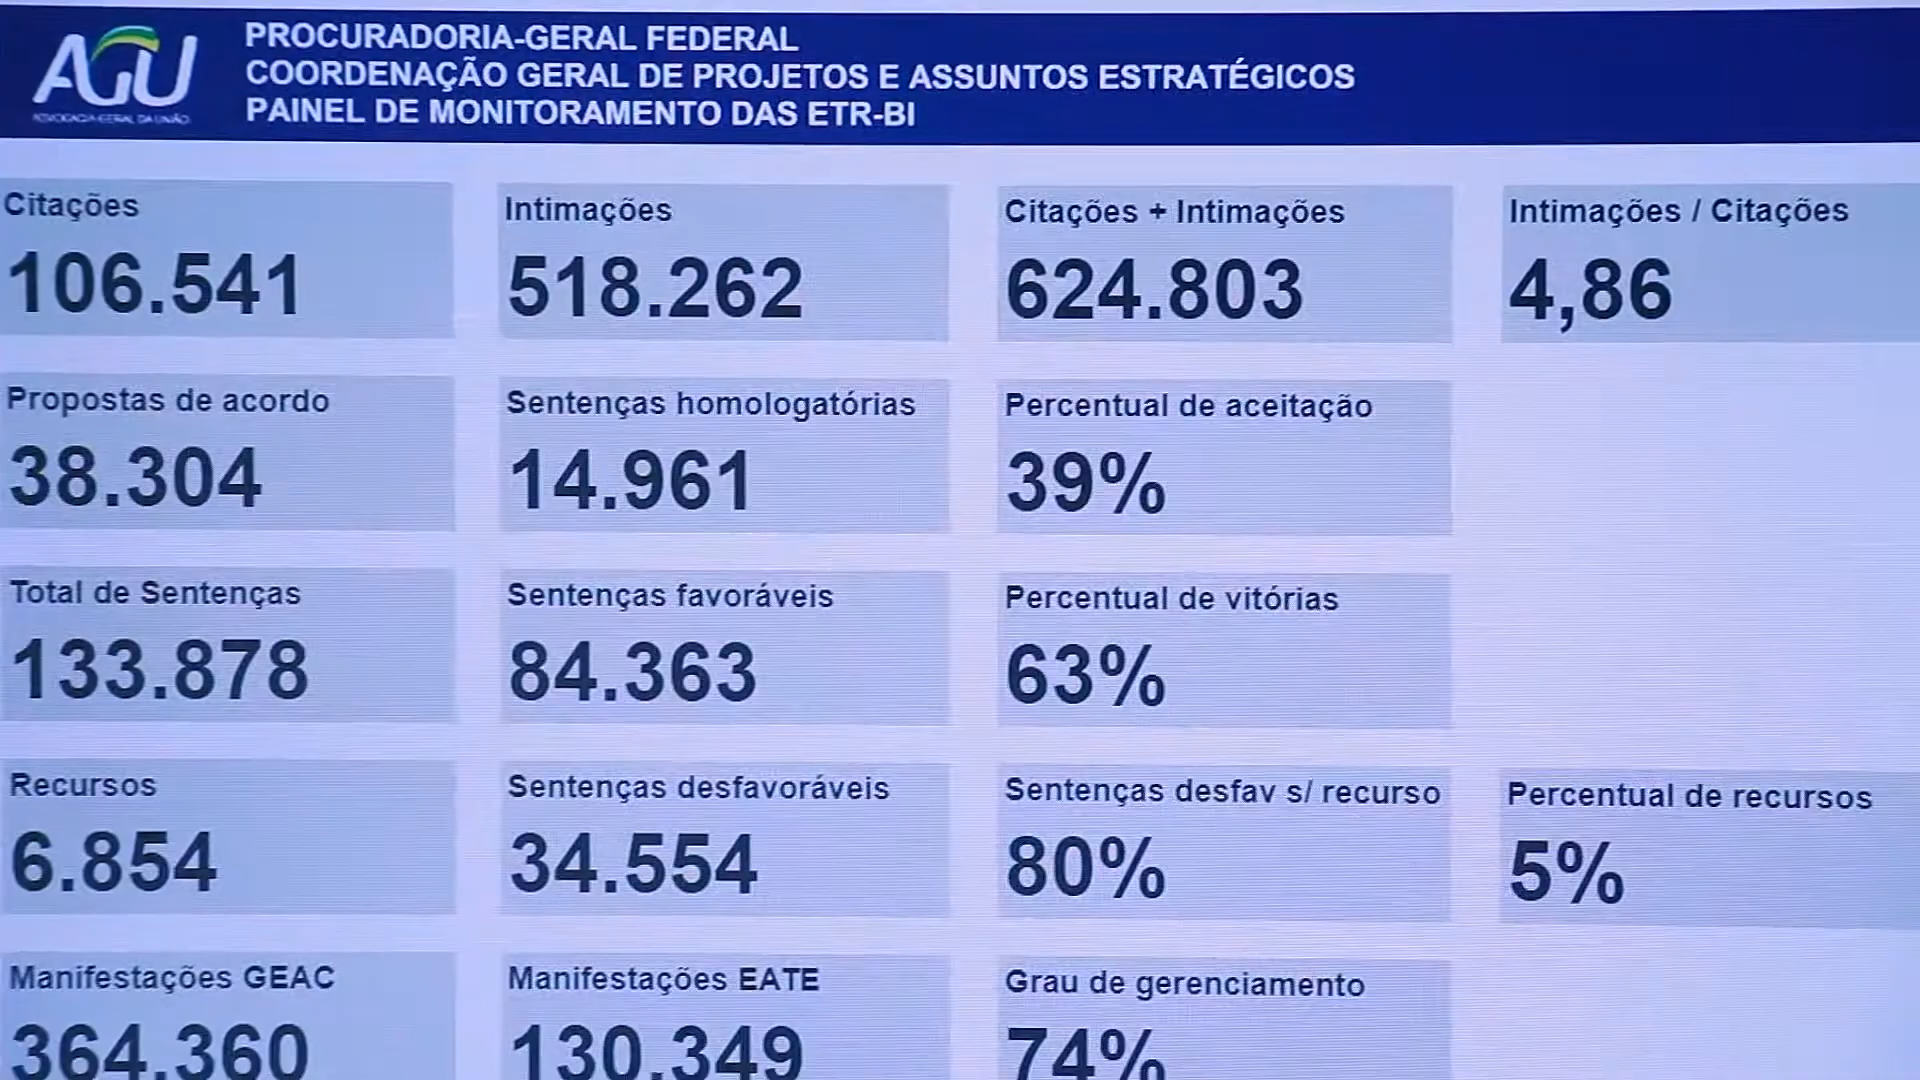 AGU
ADVOCACIA-GERAL DA UNIÃO
PROCURADORIA-GERAL FEDERAL
COORDENAÇÃO GERAL DE PROJETOS E ASSUNTOS ESTRATÉGICOS
PAINEL DE MONITORAMENTO DAS ETR-BI
Citações
106.541
Intimações
518.262
Citações + Intimações
624.803
Intimações / Citações
4,86
Propostas de acordo
38.304
Sentenças homologatórias
14.961
Percentual de aceitação
39%
Total de Sentenças
133.878
Sentenças favoráveis
84.363
Percentual de vitórias
63%
Recursos
6.854
Sentenças desfavoráveis
34.554
Sentenças desfav s/ recurso
80%
Percentual de recursos
5%
Manifestações GEAC
364.360
Manifestações EATE
130.349
Grau de gerenciamento
74%